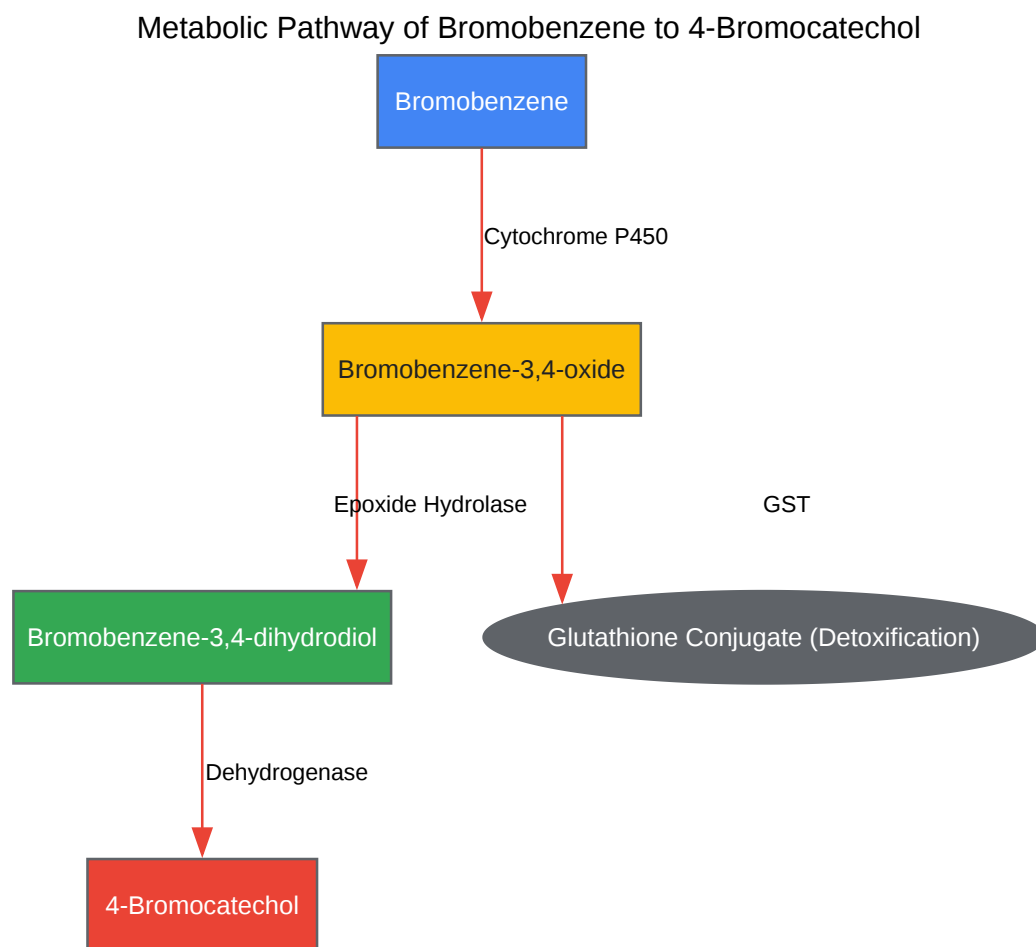 Metabolic Pathway of Bromobenzene to 4-Bromocatechol
Bromobenzene
Cytochrome P450
Bromobenzene-3,4-oxide
Epoxide Hydrolase
GST
Bromobenzene-3,4-dihydrodiol
Glutathione Conjugate (Detoxification)
Dehydrogenase
4-Bromocatechol